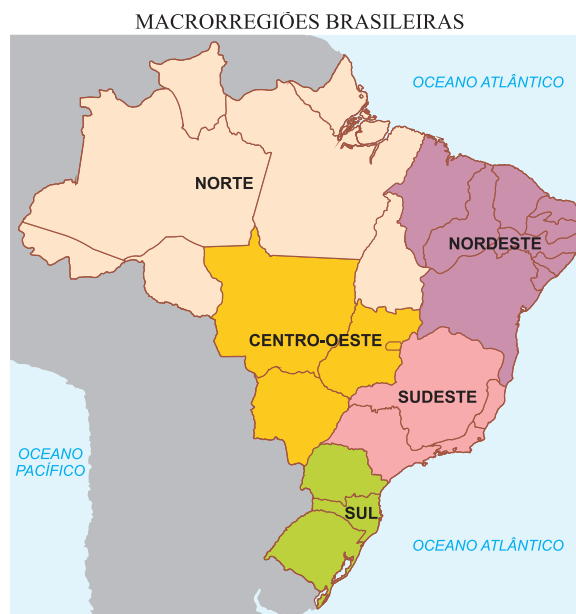 MACRORREGIÕES BRASILEIRAS
OCEANO ATLÂNTICO
NORTE
NORDESTE
CENTRO-OESTE
SUDESTE
OCEANO
PACÍFICO
SUL
OCEANO ATLÂNTICO